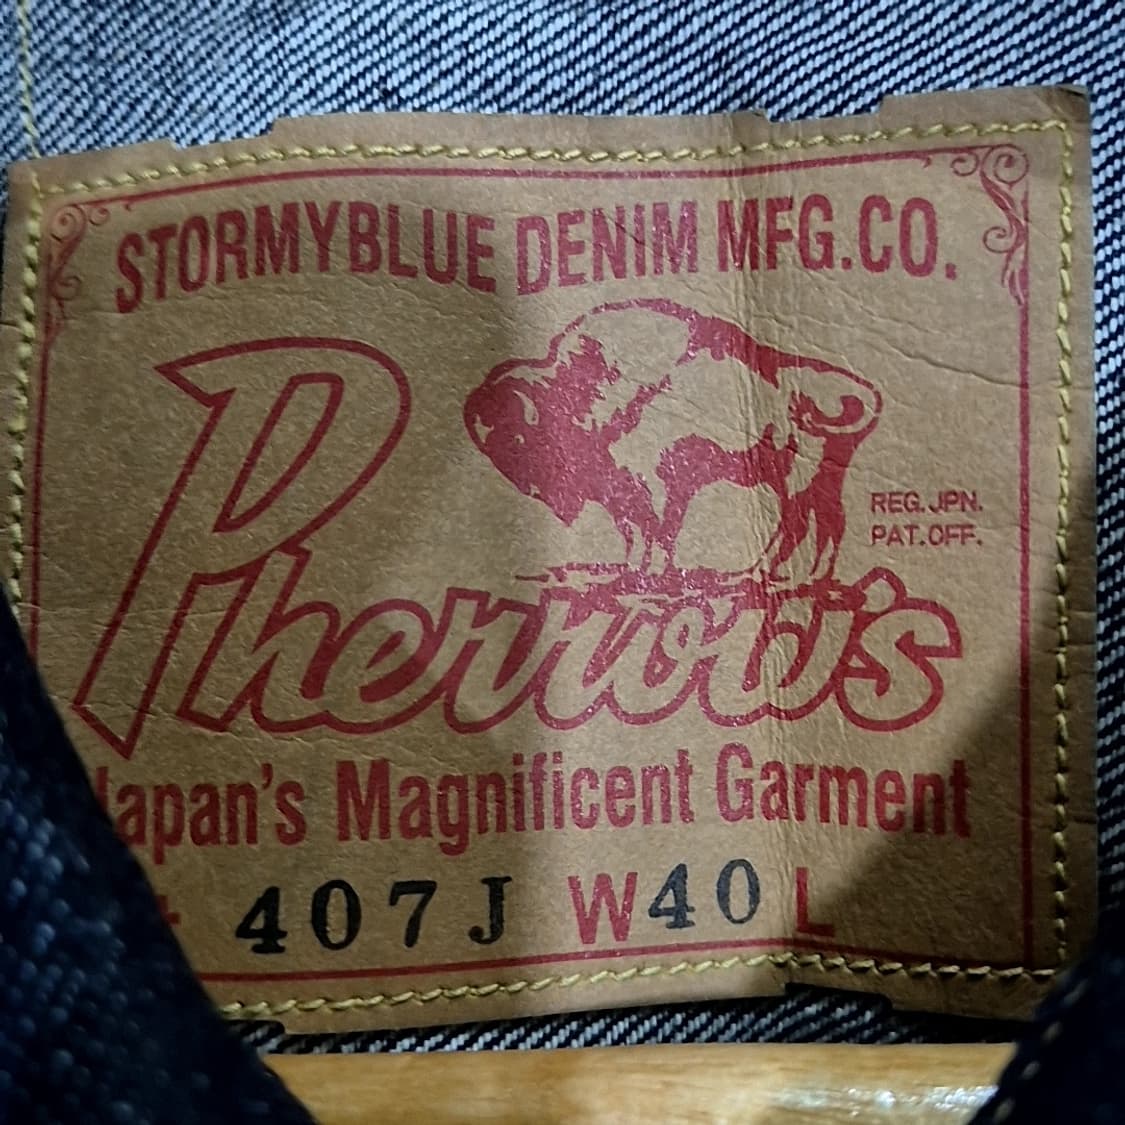 STORMYBLUE DENIM MFG.CO.
REG. JPN.
PAT. OFF.
Pherrow's
Japan's Magnificent Garment
407J W40 L